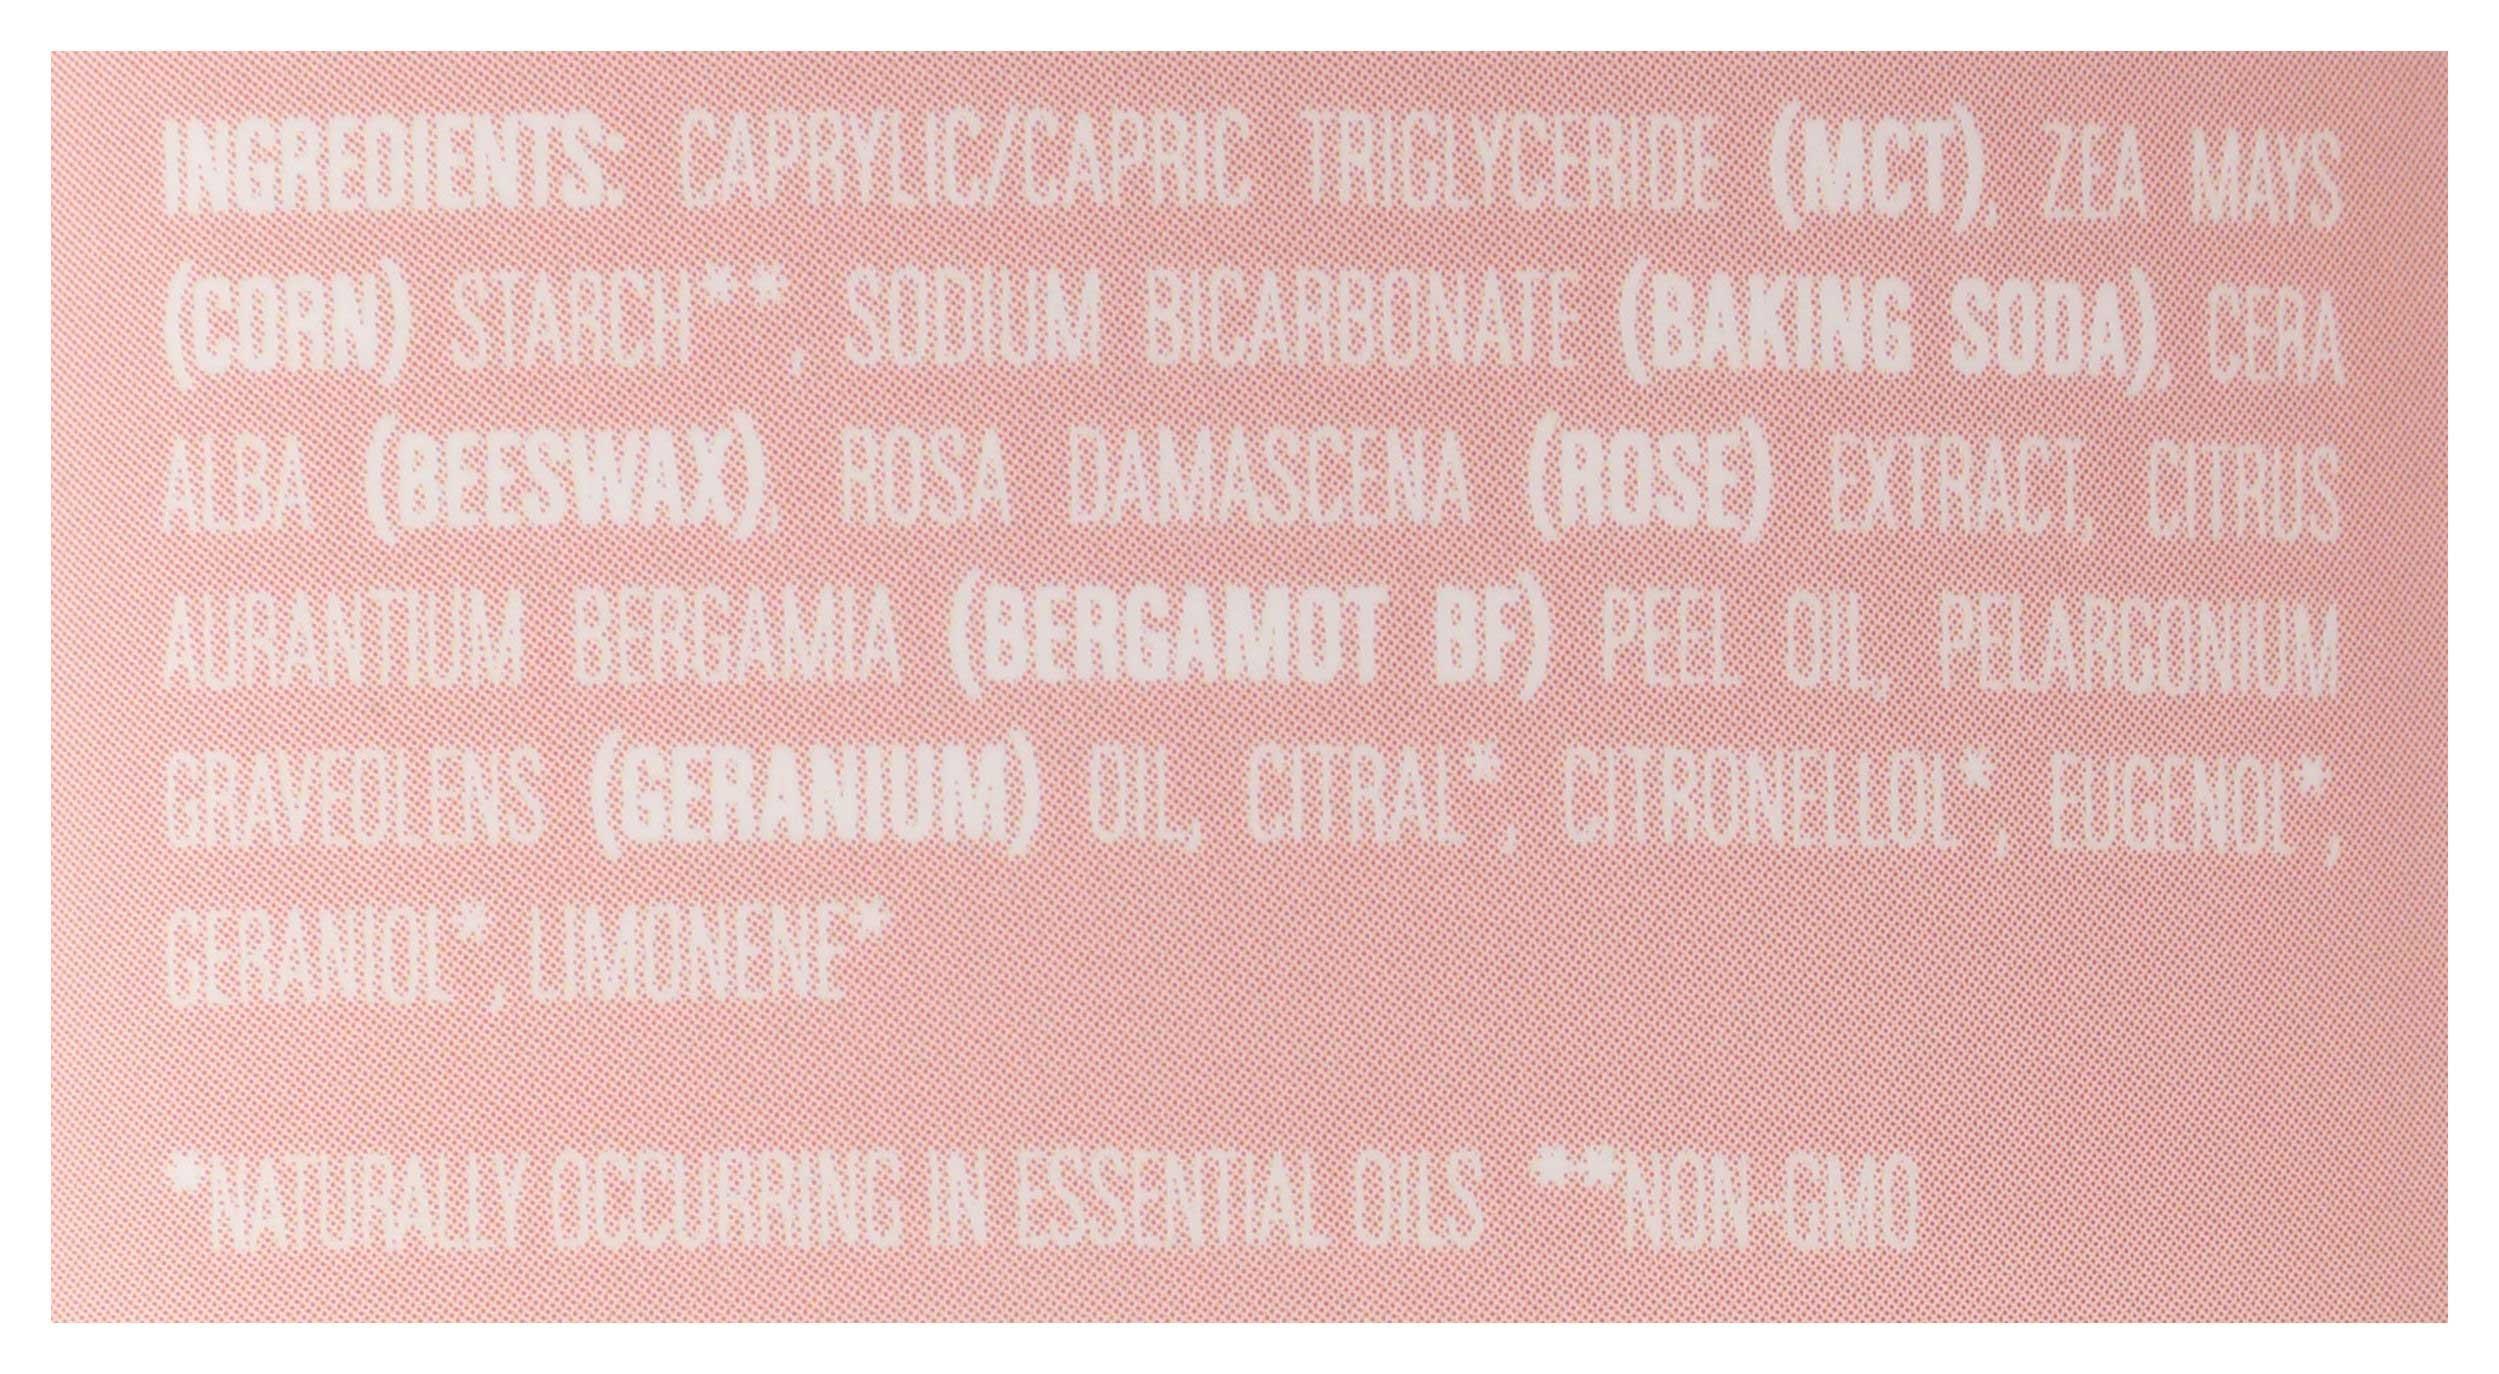 INGREDIENTS: CAPRYLIC/CAPRIC TRIGLYCERIDE (MCT), ZEA MAYS
(CORN) STARCH**, SODIUM BICARBONATE (BAKING SODA), CERA
ALBA (BEESWAX), ROSA DAMASCENA (ROSE) EXTRACT, CITRUS
AURANTIUM BERGAMIA (BERGAMOT BF) PEEL OIL, PELARGONIUM
GRAVEOLENS (GERANIUM) OIL, CITRAL*, CITRONELLOL*, EUGENOL*,
GERANIOL*, LIMONENE*
*NATURALLY OCCURRING IN ESSENTIAL OILS **NON-GMO